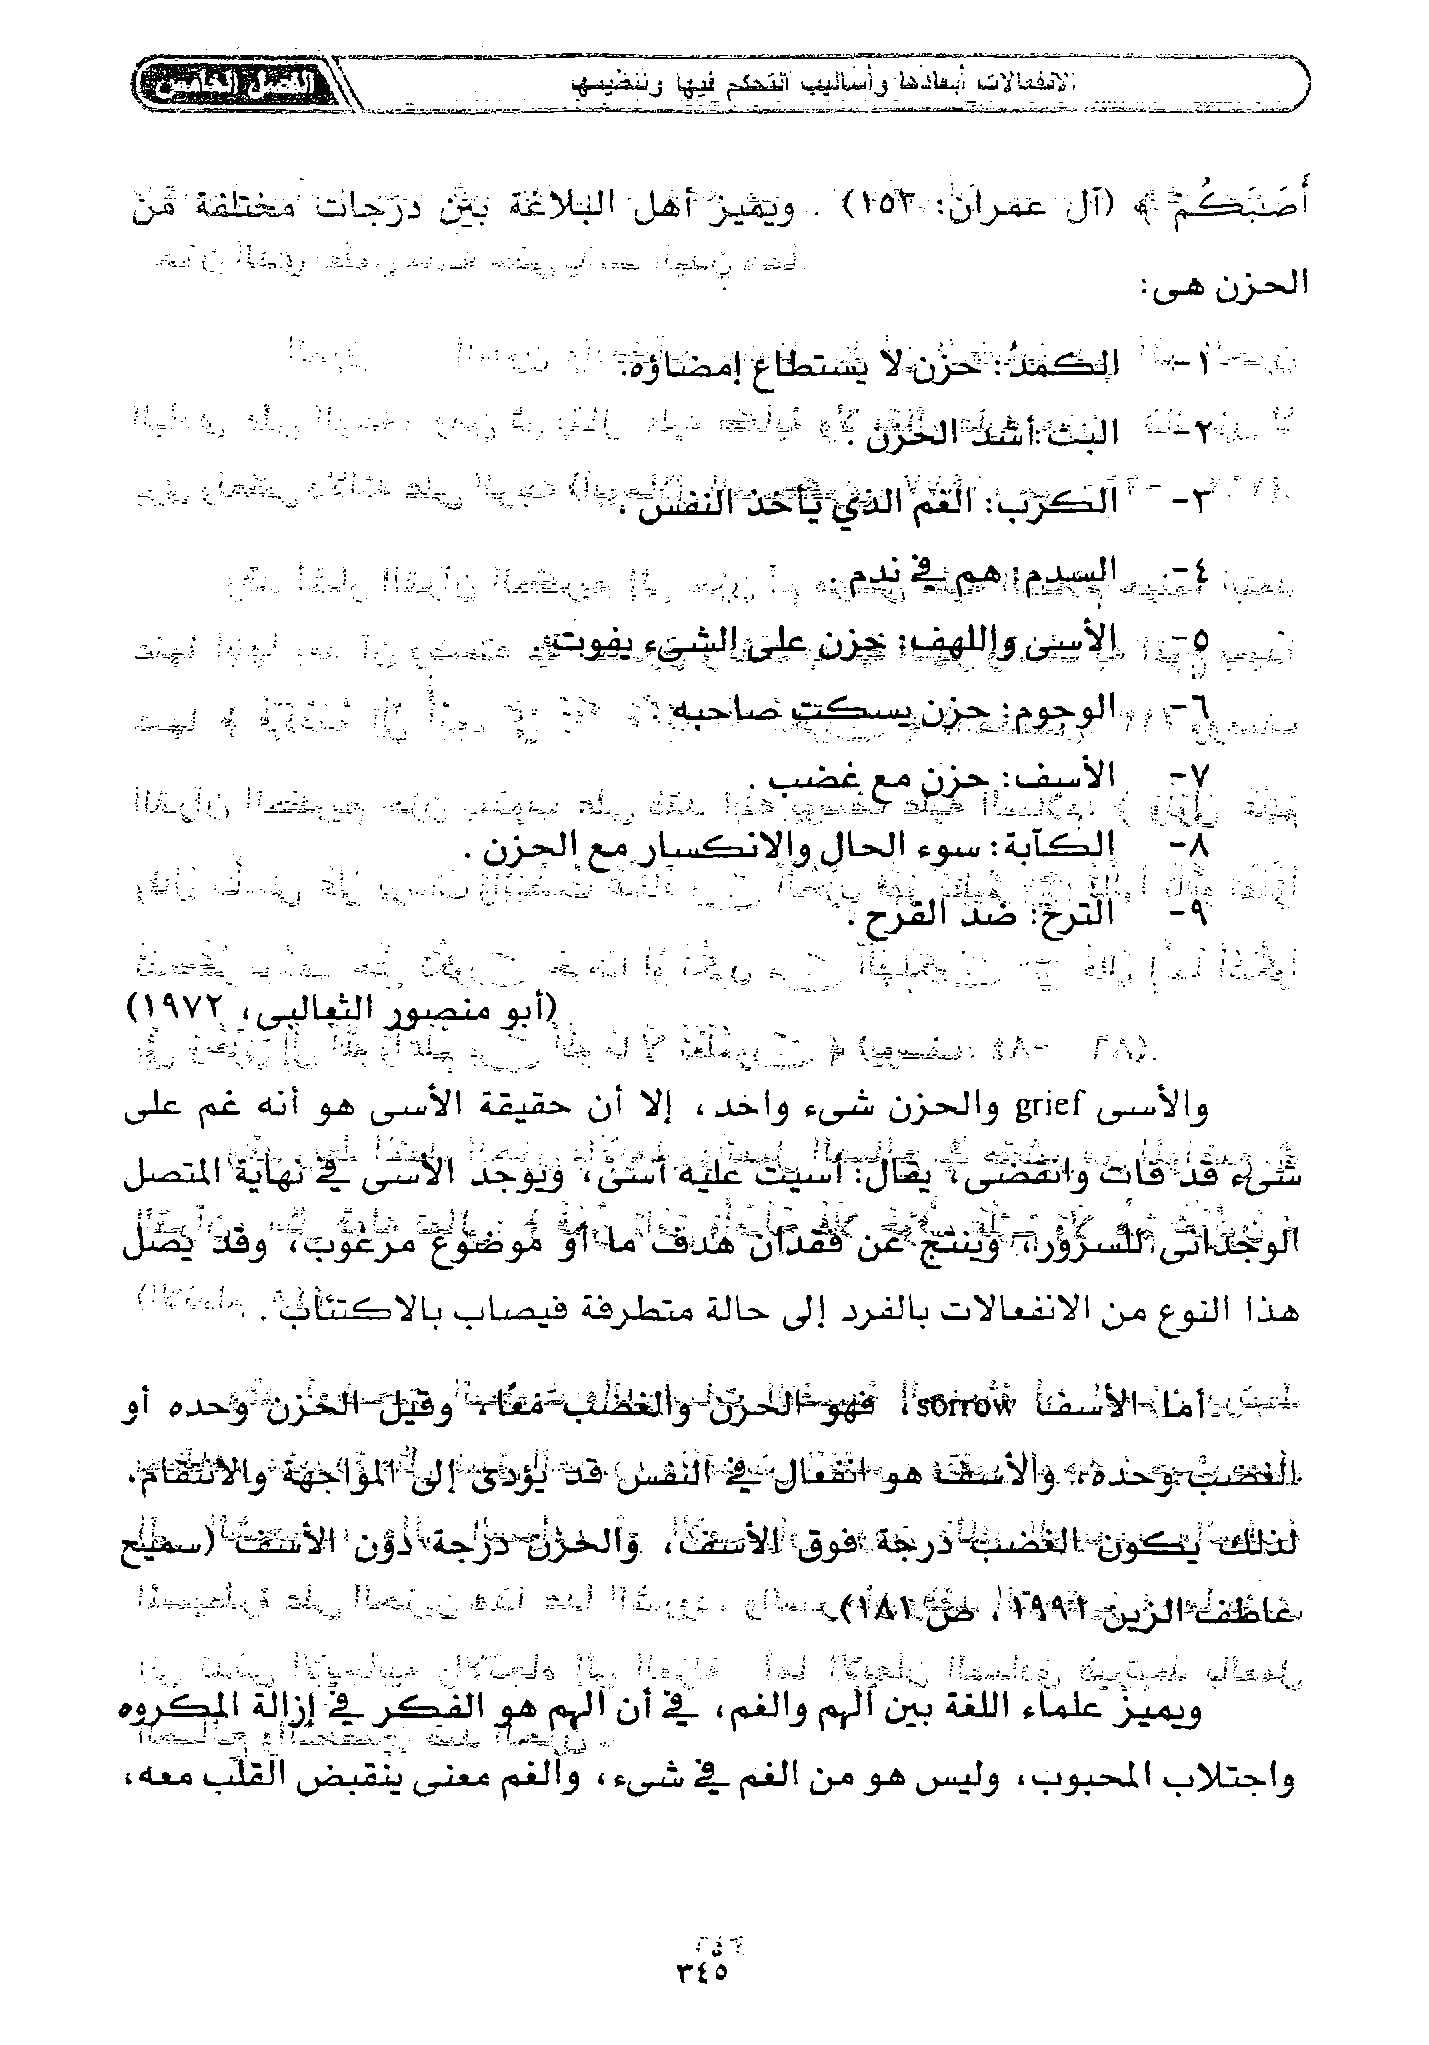 الفصل الخامس
الانفعالات أبعادها وأساليب التحكم فيها وتنظيمها
أَصَٰبَكُمْ ﴾ (آل عمران: ١٥٣) . ويميز أهل البلاغة بين درجات مختلفة من
الحزن هى:
١- الكمدُ: حزن لا يستطاع إمضاؤه.
٢- البث: أشد الحزن .
٣- الكرب: الغم الذي يأخذ النفس .
٤- السدم: هم في ندم .
٥- الأسى واللهف: حزن على الشىء يفوت .
٦- الوجوم: حزن يسكت صاحبه .
٧- الأسف: حزن مع غضب .
٨- الكآبة: سوء الحال والانكسار مع الحزن .
٩- الترح: ضد الفرح .
(أبو منصور الثعالبى، ١٩٧٢)
والأسى grief والحزن شىء واحد، إلا أن حقيقة الأسى هو أنه غم على
شىء قد فات وانقضى، يقال: أسيت عليه أسىً، ويوجد الأسى في نهاية المتصل
الوجدانى للسرور، وينتج عن فقدان هدف ما أو موضوع مرغوب، وقد يصل
هذا النوع من الانفعالات بالفرد إلى حالة متطرفة فيصاب بالاكتئاب .
أما الأسف sorrow، فهو الحزن والغضب معًا، وقيل الحزن وحده أو
الغضب وحده، والأسف هو انفعال في النفس قد يؤدى إلى المواجهة والانتقام،
لذلك يكون الغضب درجة فوق الأسف، والحزن درجة دون الأسف (سميح
عاطف الزين ١٩٩١، ص ١٨١)
ويميز علماء اللغة بين الهم والغم، في أن الهم هو الفكر في إزالة المكروه
واجتلاب المحبوب، وليس هو من الغم في شىء، والغم معنى ينقبض القلب معه،
٣٤٥